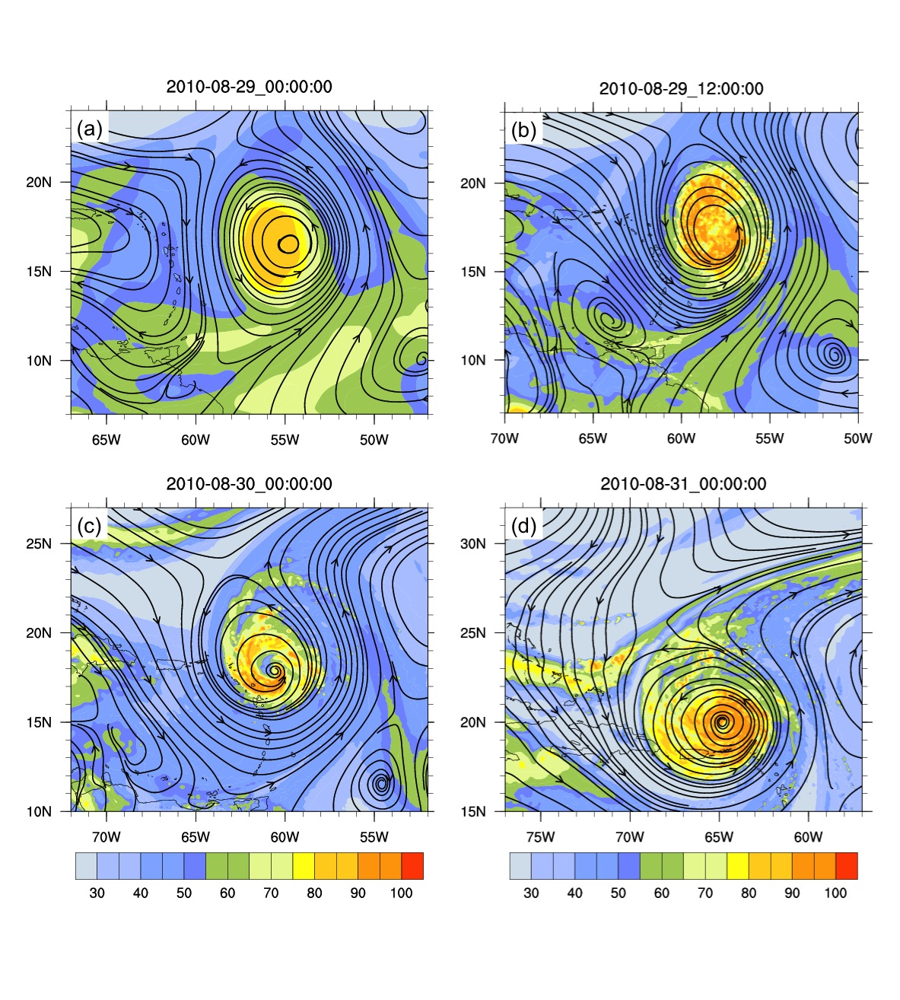 2010-08-29_00:00:00
(a)
20N
15N
10N
65W 60W 55W 50W
2010-08-29_12:00:00
(b)
20N
15N
10N
70W 65W 60W 55W 50W
2010-08-30_00:00:00
(c)
25N
20N
15N
10N
70W 65W 60W 55W
30 40 50 60 70 80 90 100
2010-08-31_00:00:00
(d)
30N
25N
20N
15N
75W 70W 65W 60W
30 40 50 60 70 80 90 100